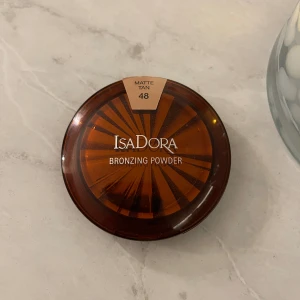 MATTE
TAN
48
ISADORA
BRONZING POWDER